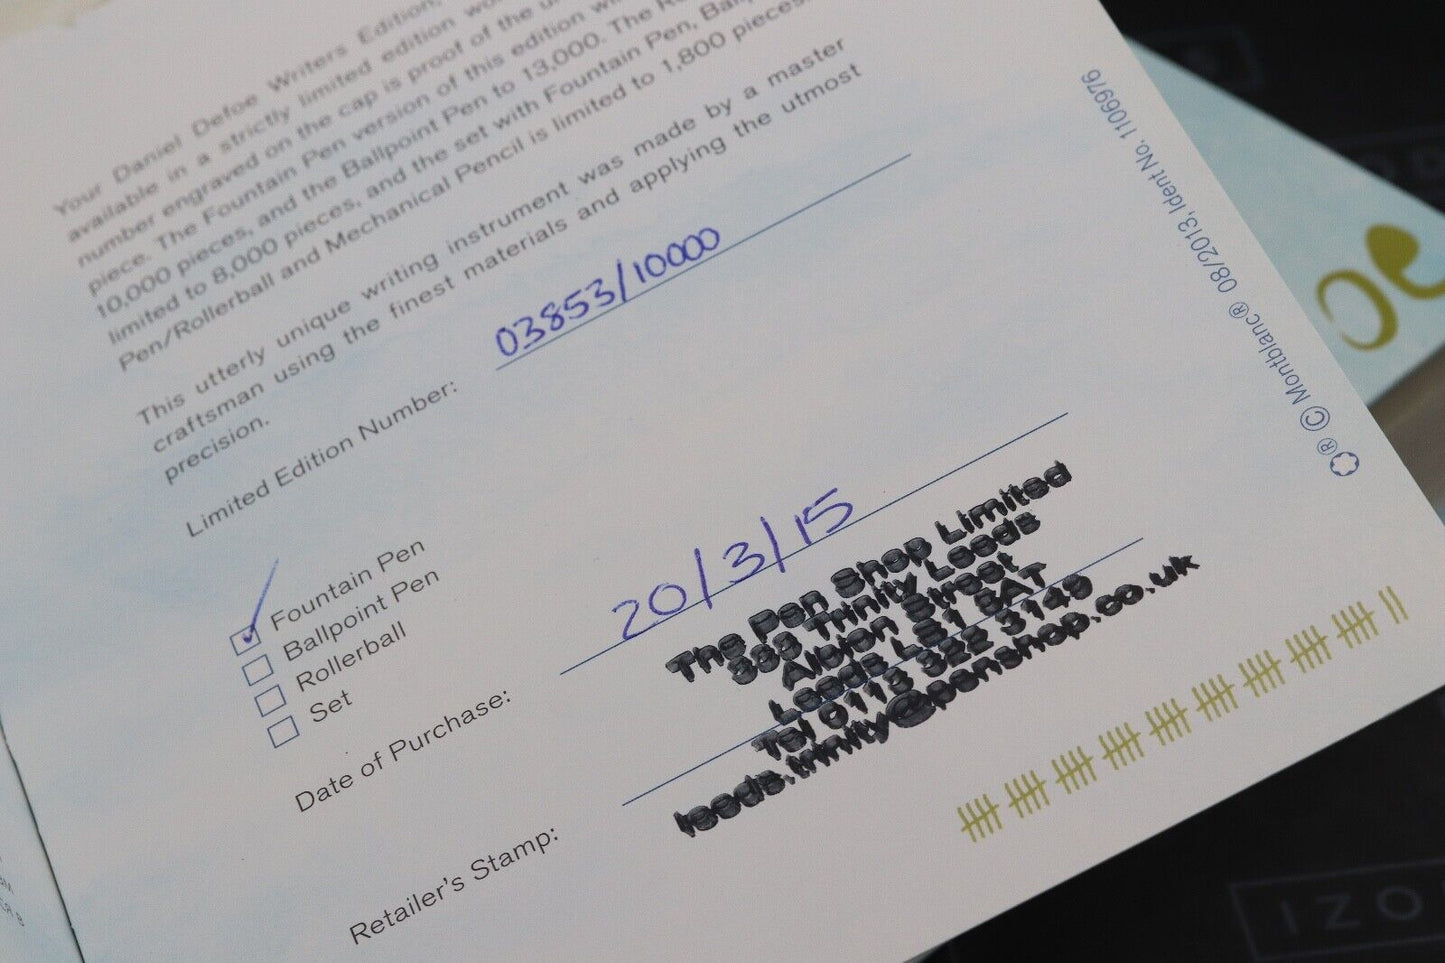 Your Daniel Defoe Writers Edition,
available in a strictly limited edition
number engraved on the cap is proof of the
piece. The Fountain Pen version of this edition
10,000 pieces, and the Ballpoint Pen to 13,000. The
limited to 8,000 pieces, and the set with Fountain Pen,
Pen/Rollerball and Mechanical Pencil is limited to 1,800 pieces.
This utterly unique writing instrument was made by a master
craftsman using the finest materials and applying the utmost
precision.
Limited Edition Number: 03853/10000
Fountain Pen
Ballpoint Pen
Rollerball
Set
Date of Purchase: 20/3/15
Retailer's Stamp:
The Pen Shop Limited
Trinity Leeds
Albion Street
Leeds LS1 5AT
Tel 0113 322 3149
leeds.trinity@penshop.co.uk
® © Montblanc® 08/2013, Ident No. 1106976
oe
IZO